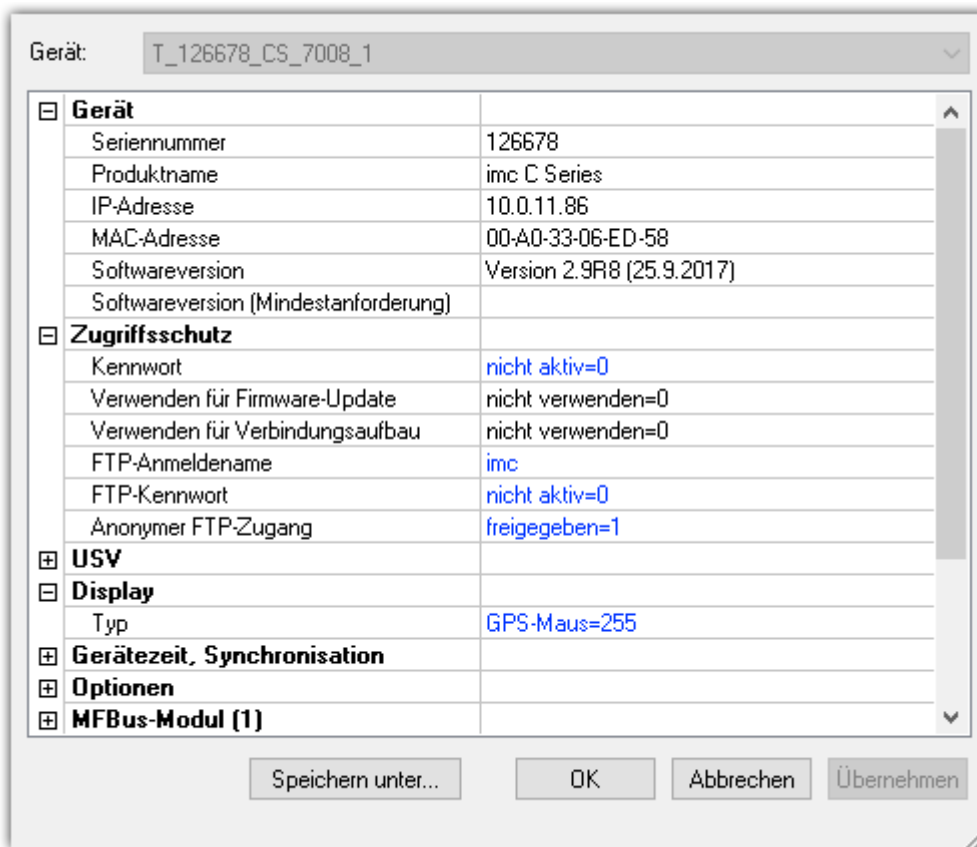 Gerät: T_126678_CS_7008_1
Gerät
Seriennummer 126678
Produktname imc C Series
IP-Adresse 10.0.11.86
MAC-Adresse 00-A0-33-06-ED-58
Softwareversion Version 2.9R8 (25.9.2017)
Softwareversion (Mindestanforderung)
Zugriffsschutz
Kennwort nicht aktiv=0
Verwenden für Firmware-Update nicht verwenden=0
Verwenden für Verbindungsaufbau nicht verwenden=0
FTP-Anmeldename imc
FTP-Kennwort nicht aktiv=0
Anonymer FTP-Zugang freigegeben=1
USV
Display
Typ GPS-Maus=255
Gerätezeit, Synchronisation
Optionen
MFBus-Modul (1)
Speichern unter... OK Abbrechen Übernehmen